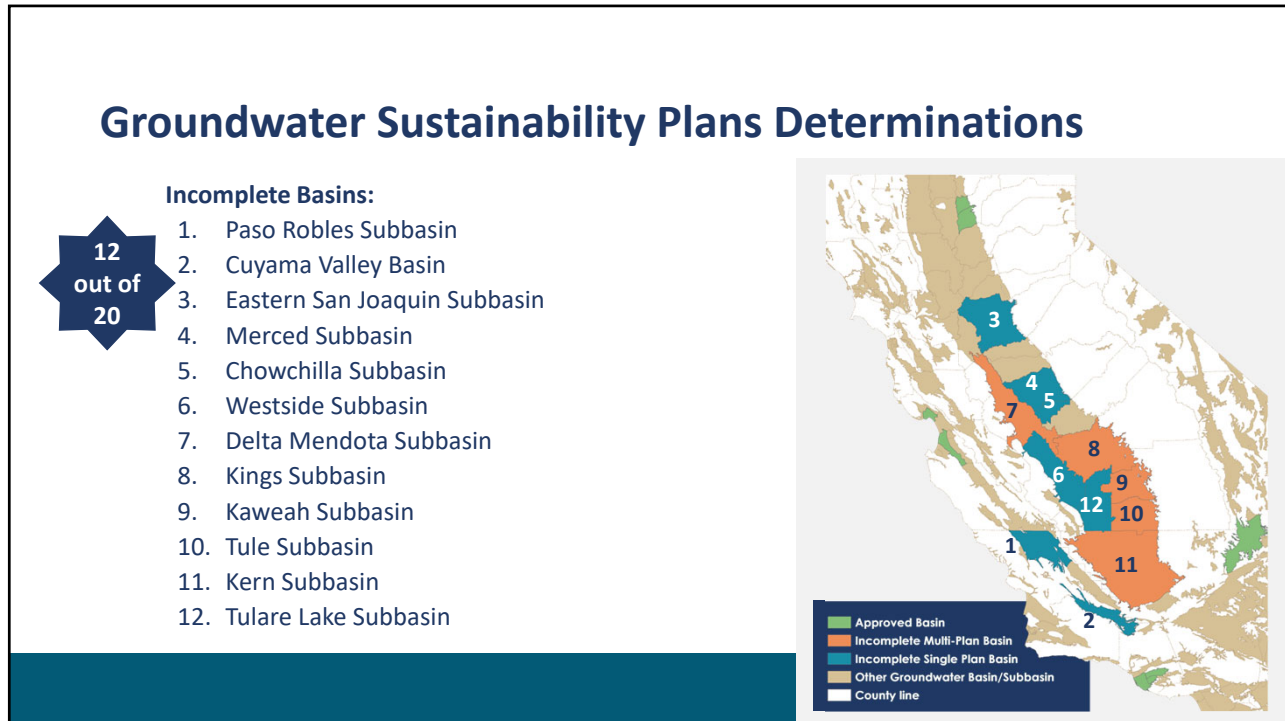 Groundwater Sustainability Plans Determinations
Incomplete Basins:
12
out of
20
1. Paso Robles Subbasin
2. Cuyama Valley Basin
3. Eastern San Joaquin Subbasin
4. Merced Subbasin
5. Chowchilla Subbasin
6. Westside Subbasin
7. Delta Mendota Subbasin
8. Kings Subbasin
9. Kaweah Subbasin
10. Tule Subbasin
11. Kern Subbasin
12. Tulare Lake Subbasin
3
4
5
7
8
6
9
12
10
1
11
2
Approved Basin
Incomplete Multi-Plan Basin
Incomplete Single Plan Basin
Other Groundwater Basin/Subbasin
County line